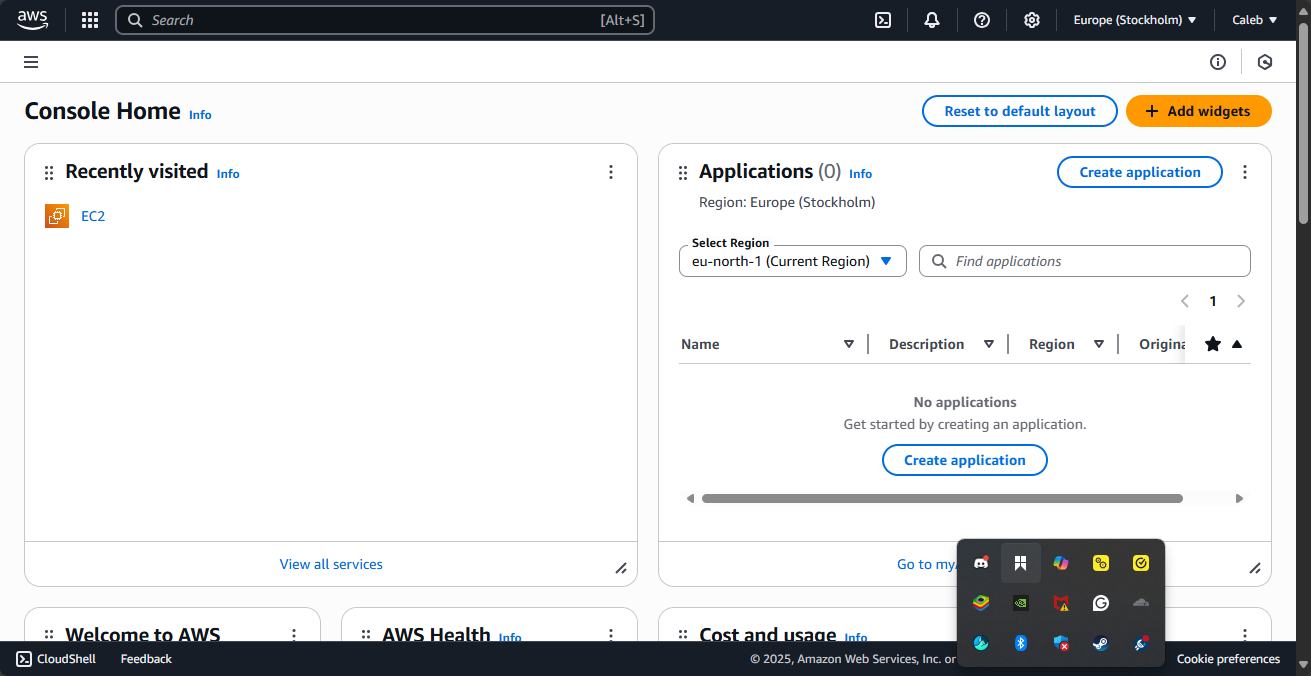 aws
Search [Alt+S]
Europe (Stockholm)
Caleb
Console Home Info
Reset to default layout
+ Add widgets
Recently visited Info
EC2
View all services
Applications (0) Info
Region: Europe (Stockholm)
Create application
Select Region
eu-north-1 (Current Region)
Find applications
1
Name
Description
Region
Origina
No applications
Get started by creating an application.
Create application
Go to my
Welcome to AWS
AWS Health Info
Cost and usage Info
CloudShell
Feedback
© 2025, Amazon Web Services, Inc. or
Cookie preferences